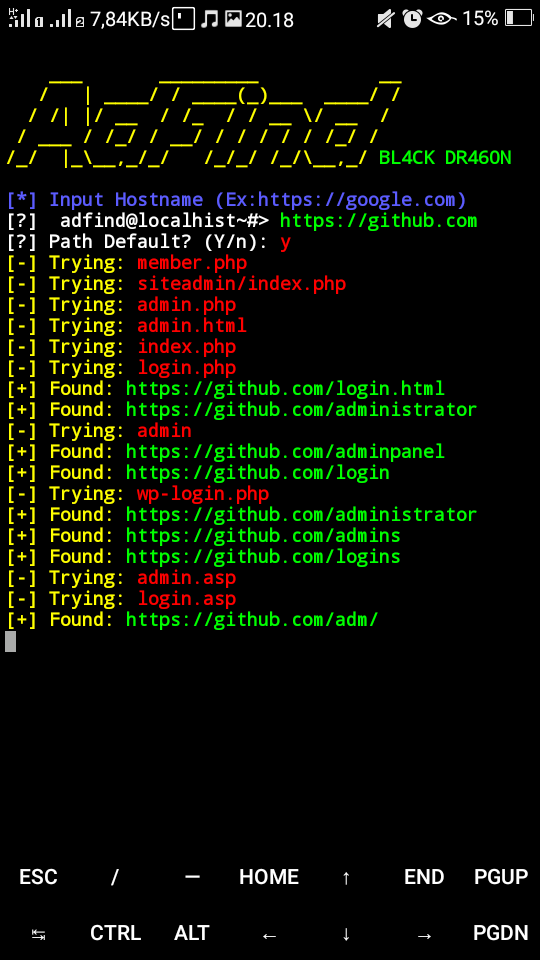 7,84KB/s 20.18 15%
AdFind
BL4CK DR46ON
[*] Input Hostname (Ex:https://google.com)
[?]  adfind@localhist~#> https://github.com
[?] Path Default? (Y/n): y
[-] Trying: member.php
[-] Trying: siteadmin/index.php
[-] Trying: admin.php
[-] Trying: admin.html
[-] Trying: index.php
[-] Trying: login.php
[+] Found: https://github.com/login.html
[+] Found: https://github.com/administrator
[-] Trying: admin
[+] Found: https://github.com/adminpanel
[+] Found: https://github.com/login
[-] Trying: wp-login.php
[+] Found: https://github.com/administrator
[+] Found: https://github.com/admins
[+] Found: https://github.com/logins
[-] Trying: admin.asp
[-] Trying: login.asp
[+] Found: https://github.com/adm/
ESC / — HOME ↑ END PGUP
↹ CTRL ALT ← ↓ → PGDN